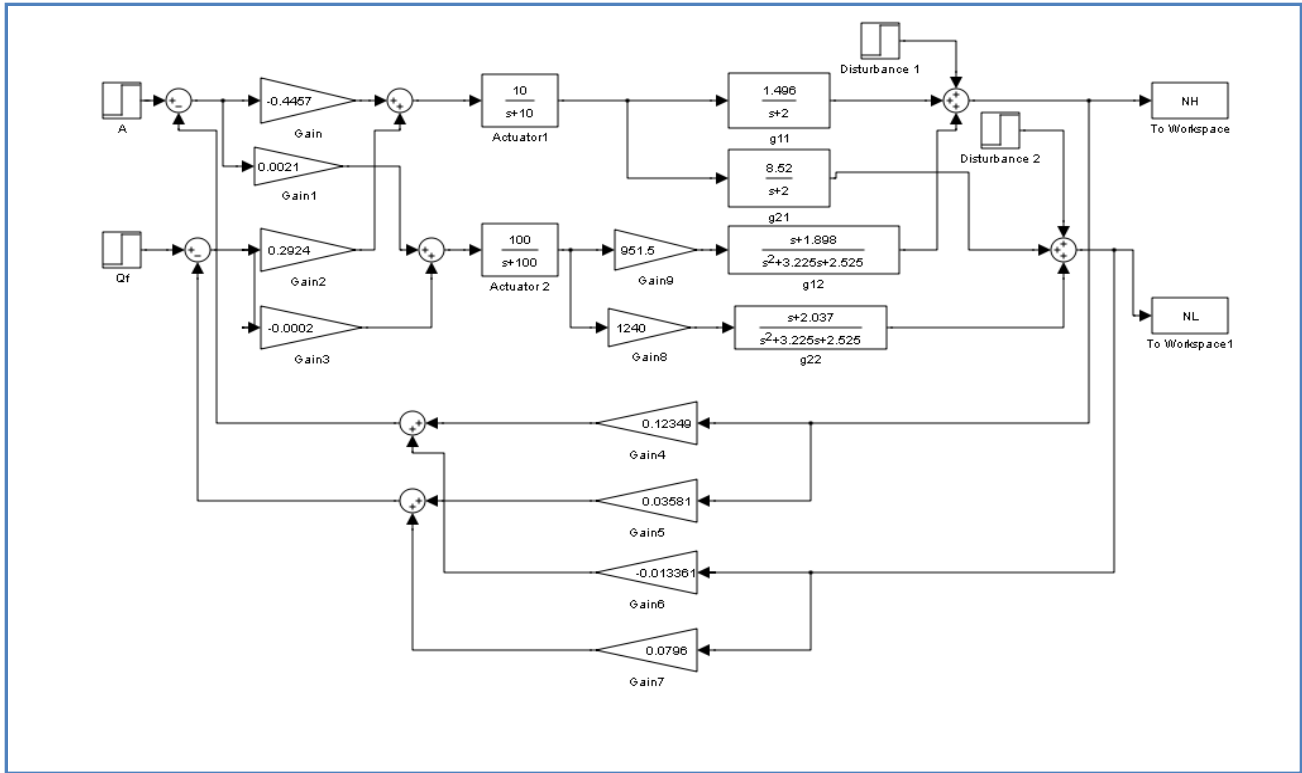 Disturbance 1
A
-0.4457
Gain
10
s+10
Actuator1
1.496
s+2
g11
NH
To Workspace
Disturbance 2
0.0021
Gain1
8.52
s+2
g21
Qf
0.2924
Gain2
100
s+100
Actuator 2
951.5
Gain9
s+1.898
s2+3.225s+2.525
g12
-0.0002
Gain3
1240
Gain8
s+2.037
s2+3.225s+2.525
g22
NL
To Workspace1
0.12349
Gain4
0.03581
Gain5
-0.013361
Gain6
0.0796
Gain7